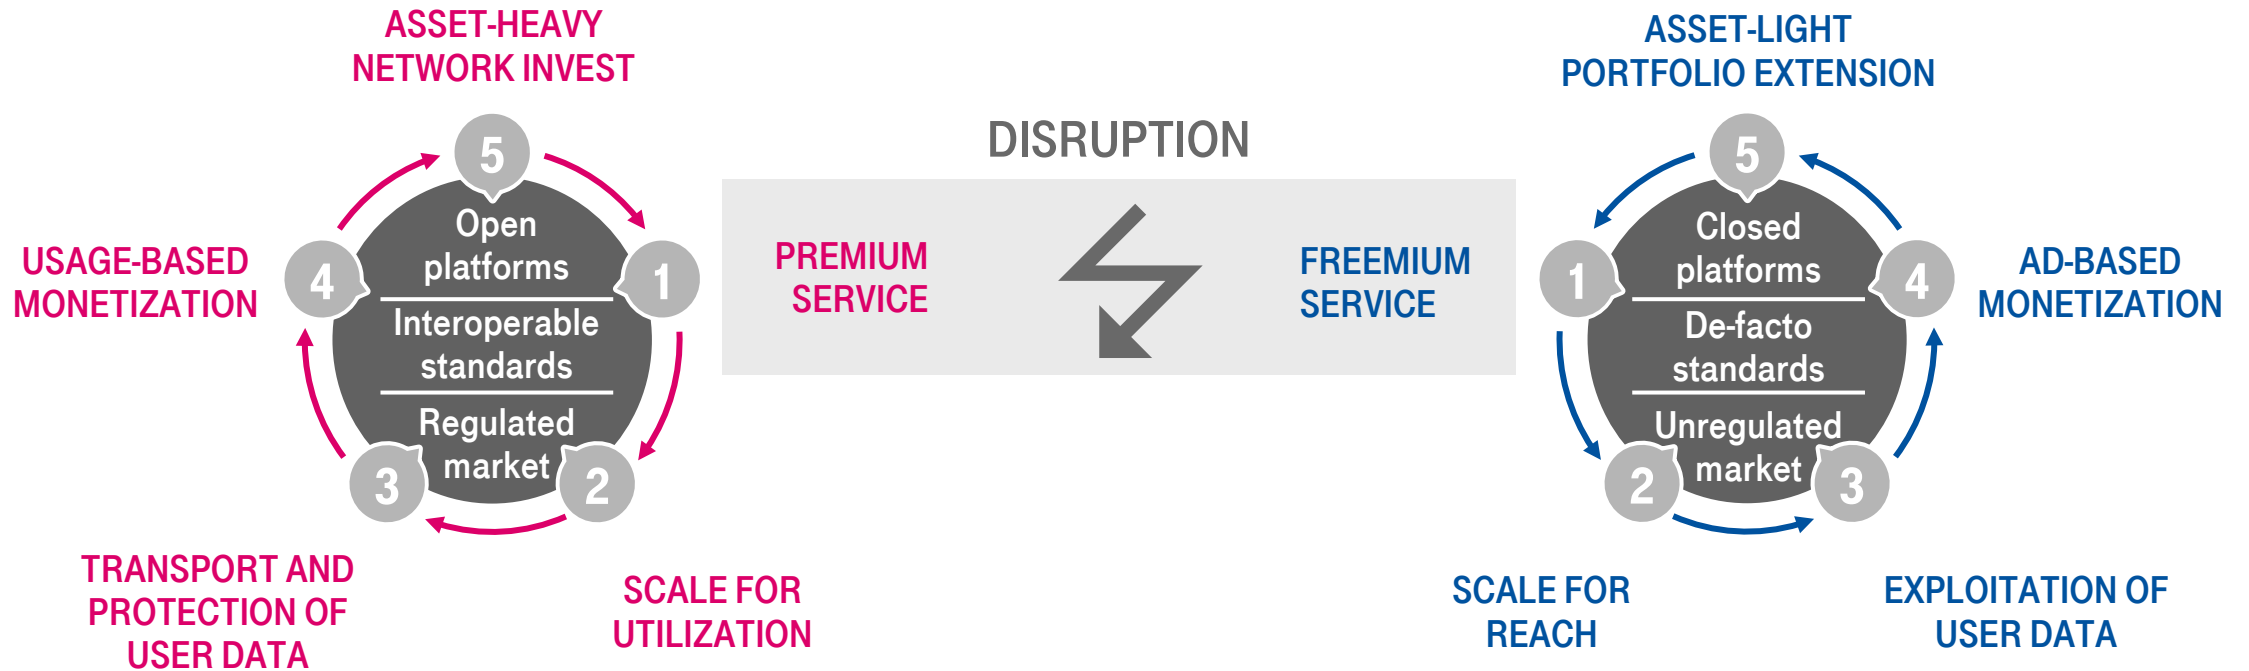 ASSET-HEAVY
NETWORK INVEST
5
Open
platforms
Interoperable
standards
Regulated
market
1
2
3
4
USAGE-BASED
MONETIZATION
TRANSPORT AND
PROTECTION OF
USER DATA
SCALE FOR
UTILIZATION
DISRUPTION
PREMIUM
SERVICE
FREEMIUM
SERVICE
ASSET-LIGHT
PORTFOLIO EXTENSION
5
Closed
platforms
De-facto
standards
Unregulated
market
1
2
3
4
AD-BASED
MONETIZATION
SCALE FOR
REACH
EXPLOITATION OF
USER DATA